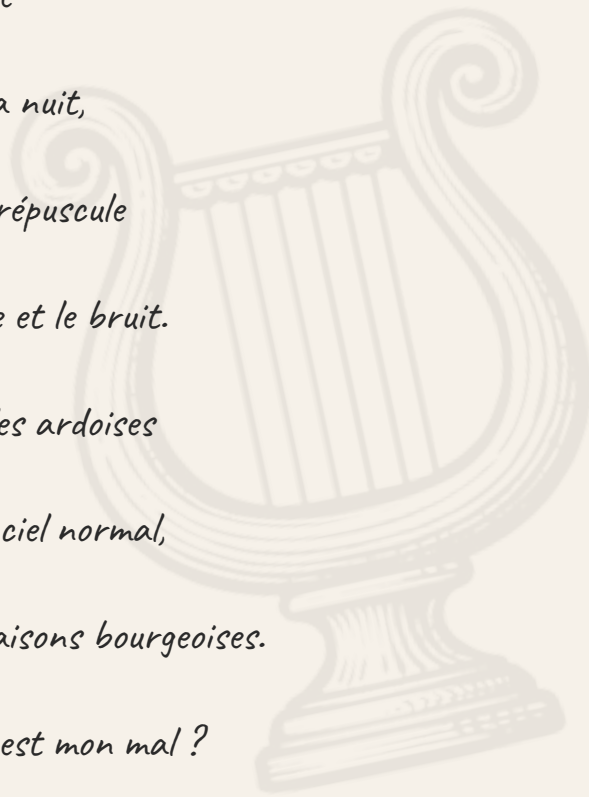 a nuit,
répuscule
e et le bruit.
es ardoises
ciel normal,
aisons bourgeoises.
est mon mal ?